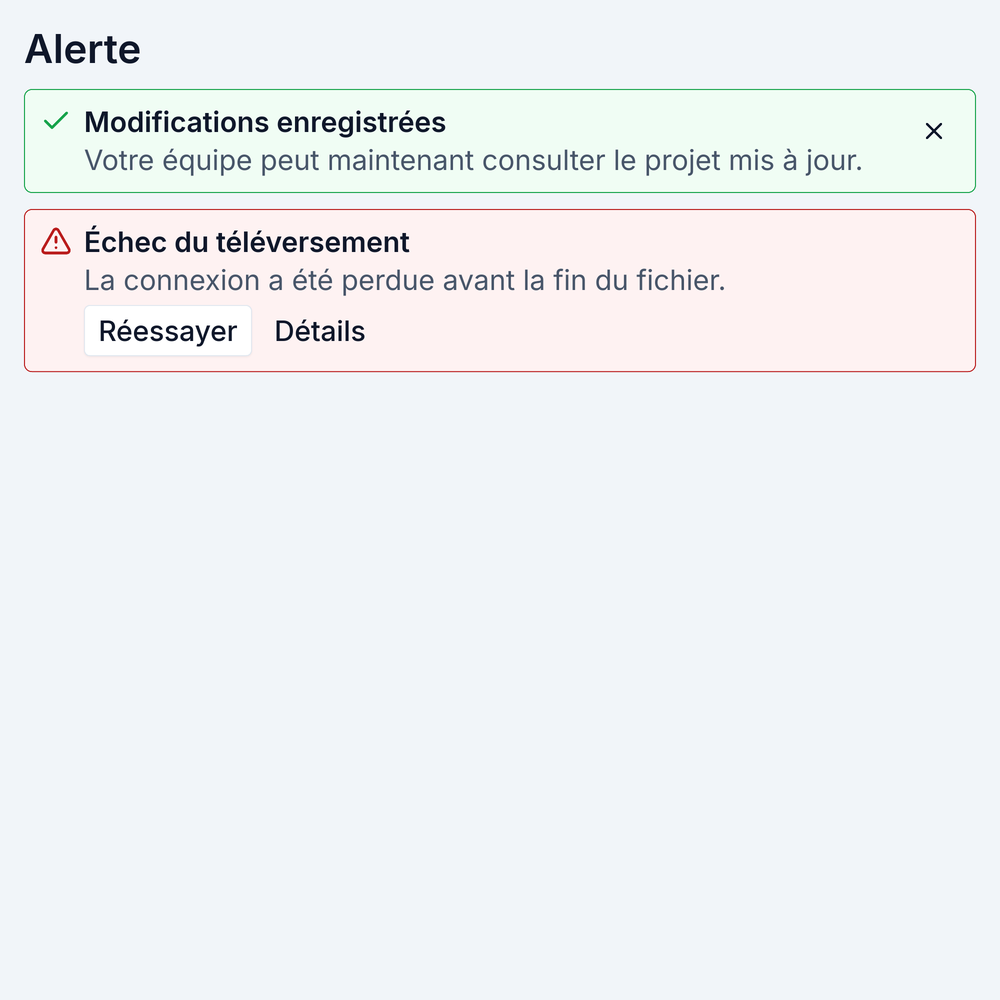 Alerte
Modifications enregistrées
Votre équipe peut maintenant consulter le projet mis à jour.
Échec du téléversement
La connexion a été perdue avant la fin du fichier.
Réessayer Détails